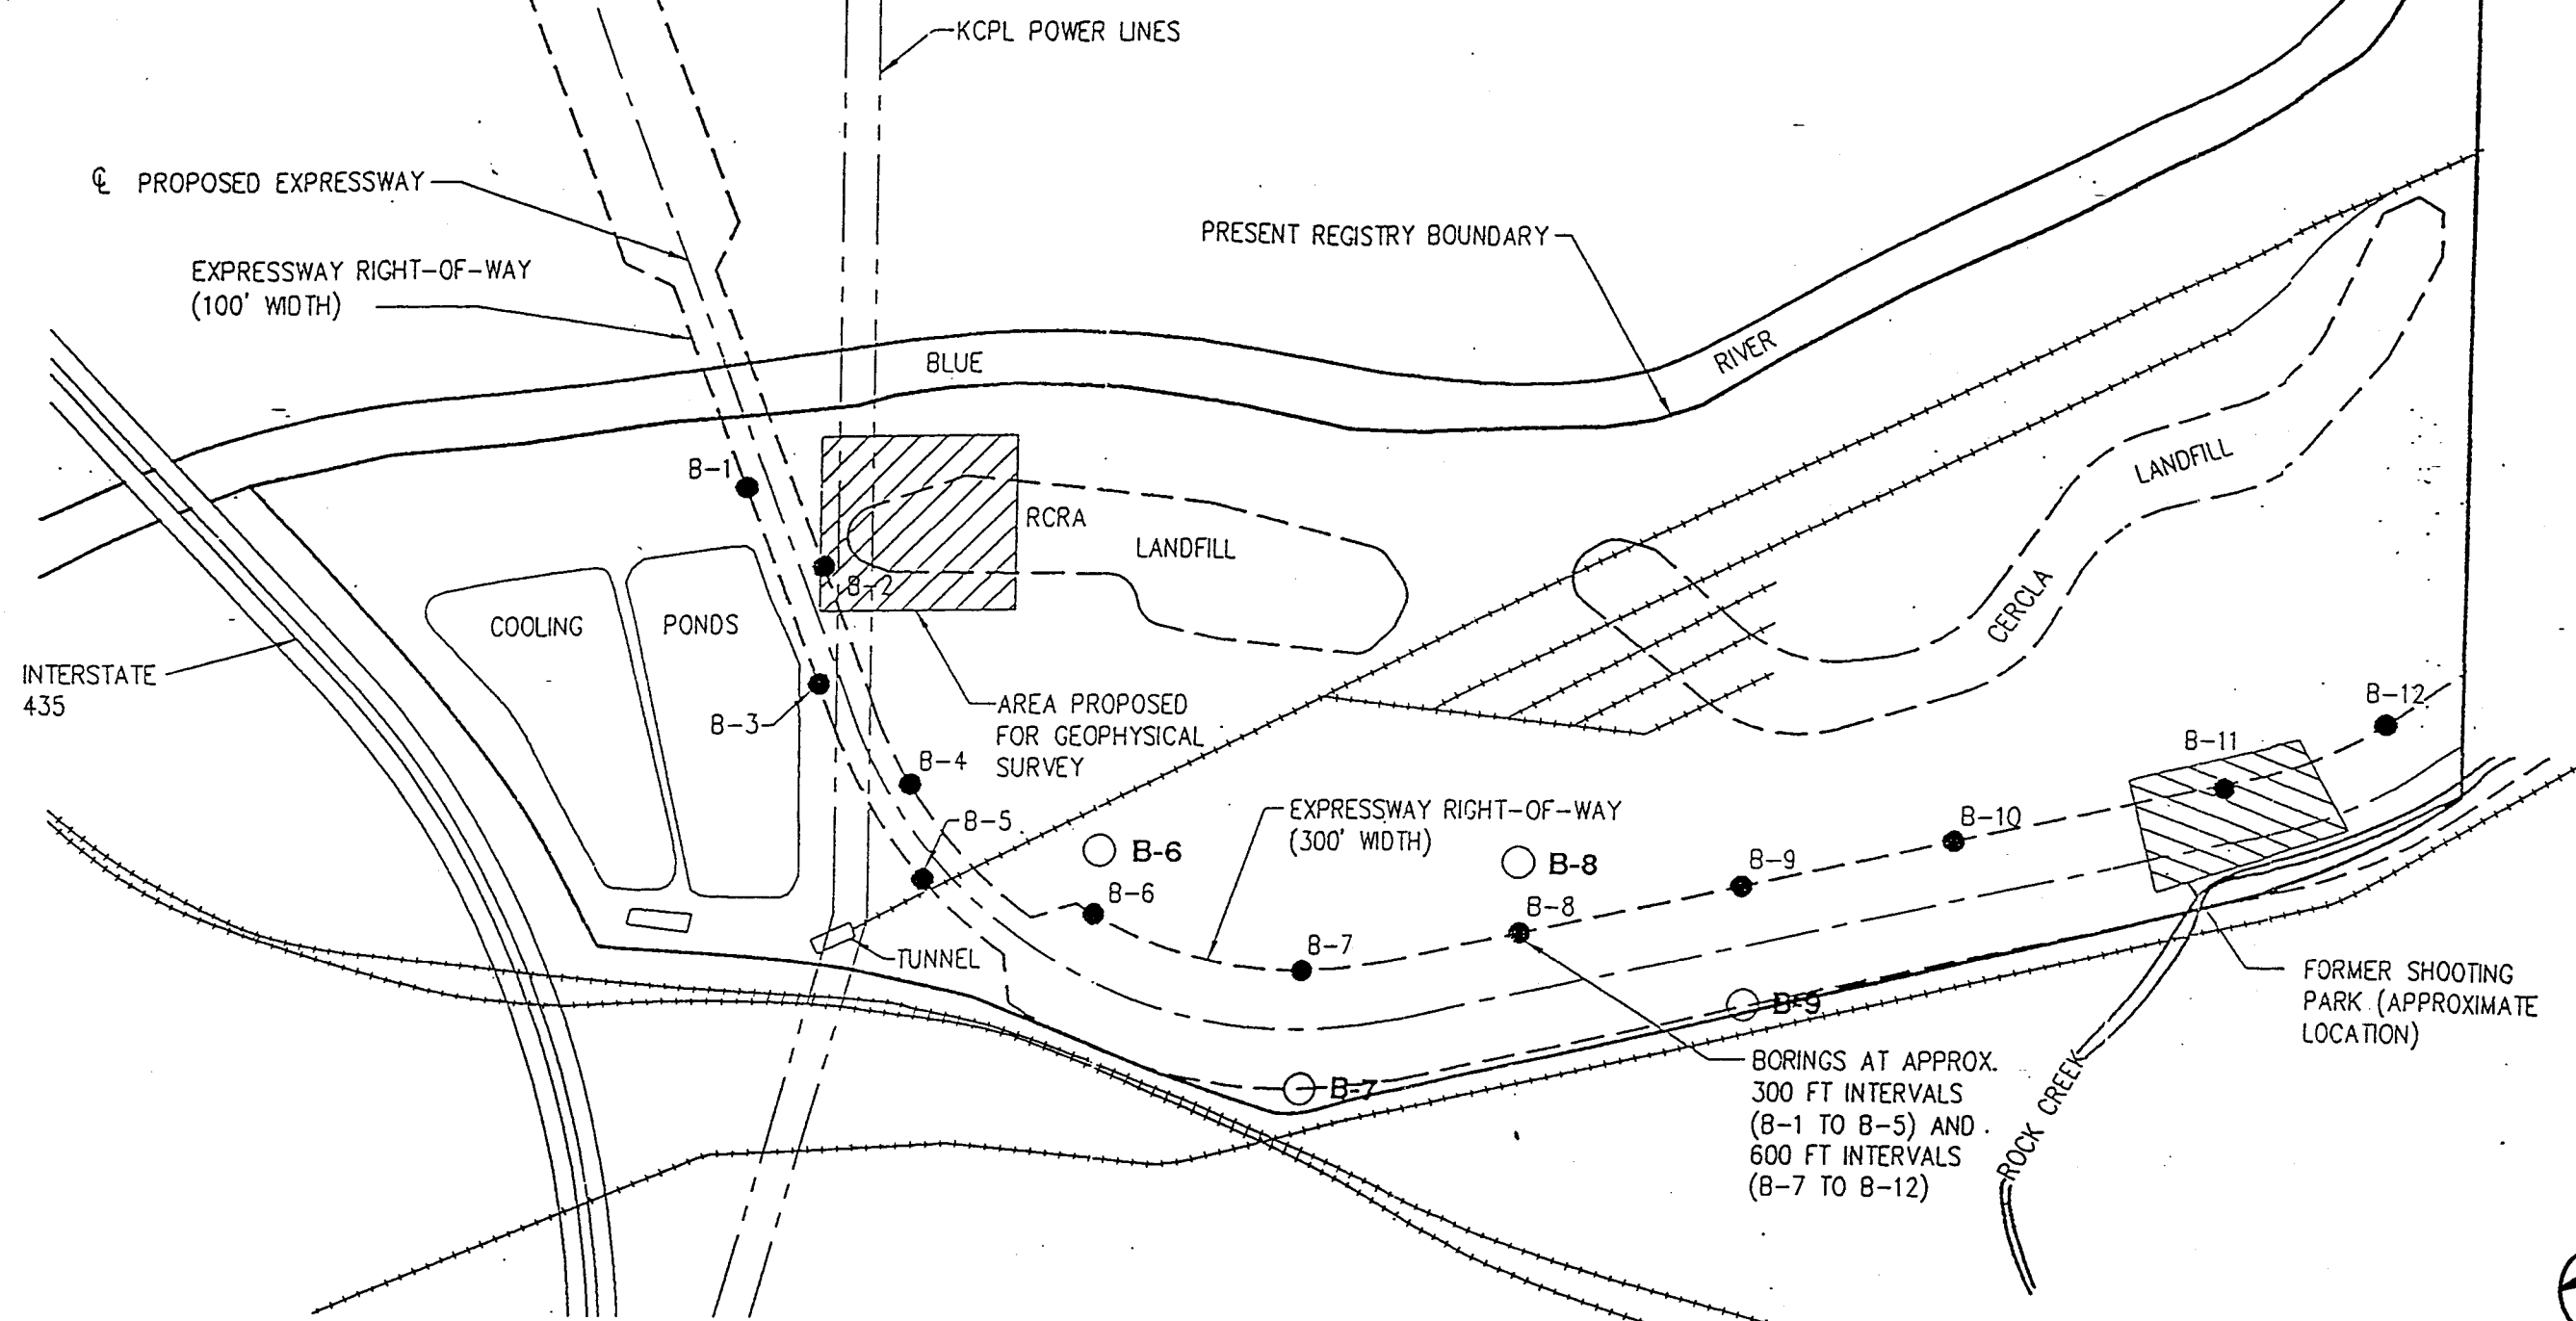 KCPL POWER LINES
℄ PROPOSED EXPRESSWAY
EXPRESSWAY RIGHT-OF-WAY
(100' WIDTH)
PRESENT REGISTRY BOUNDARY
BLUE
RIVER
B-1
RCRA
LANDFILL
LANDFILL
B-2
COOLING
PONDS
CERCLA
INTERSTATE
435
B-3
AREA PROPOSED
FOR GEOPHYSICAL
SURVEY
B-4
B-12
B-11
B-5
EXPRESSWAY RIGHT-OF-WAY
(300' WIDTH)
B-10
B-6
B-8
B-9
B-6
B-8
B-7
TUNNEL
FORMER SHOOTING
PARK (APPROXIMATE
LOCATION)
B-9
B-7
BORINGS AT APPROX.
300 FT INTERVALS
(B-1 TO B-5) AND
600 FT INTERVALS
(B-7 TO B-12)
ROCK CREEK